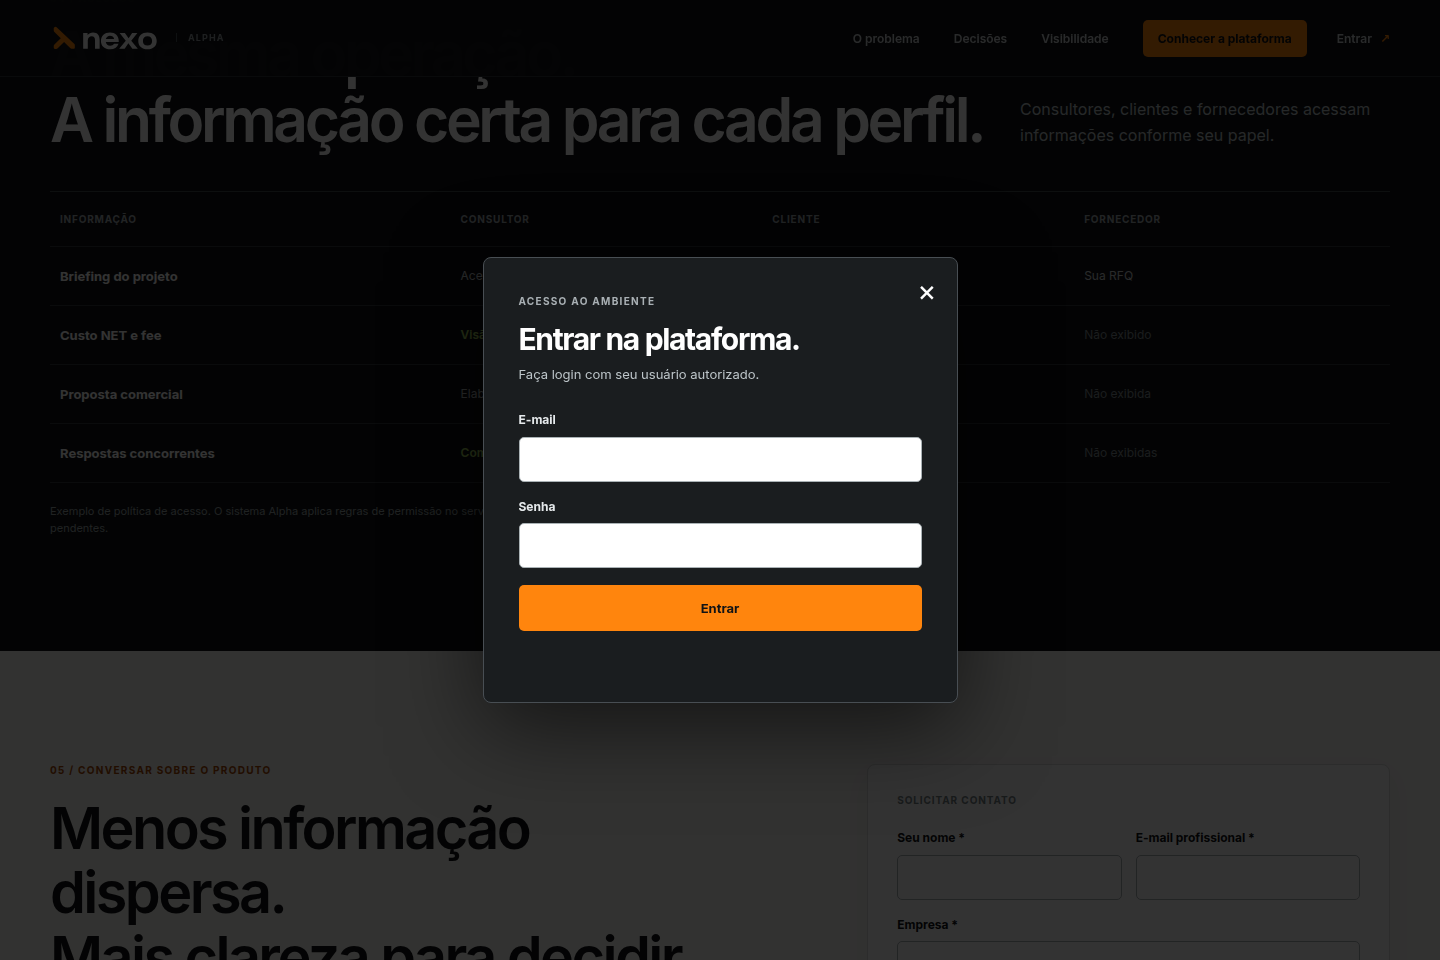 nexo
ALPHA
O problema
Decisões
Visibilidade
Conhecer a plataforma
Entrar ↗
A informação certa para cada perfil.
Consultores, clientes e fornecedores acessam
informações conforme seu papel.
INFORMAÇÃO
CONSULTOR
CLIENTE
FORNECEDOR
Briefing do projeto
Sua RFQ
Custo NET e fee
Não exibido
Proposta comercial
Não exibida
Respostas concorrentes
Não exibidas
Exemplo de política de acesso. O sistema Alpha aplica regras de permissão no
pendentes.
ACESSO AO AMBIENTE
Entrar na plataforma.
Faça login com seu usuário autorizado.
E-mail
Senha
Entrar
05 / CONVERSAR SOBRE O PRODUTO
Menos informação
dispersa.
Mais clareza para decidir
SOLICITAR CONTATO
Seu nome *
E-mail profissional *
Empresa *